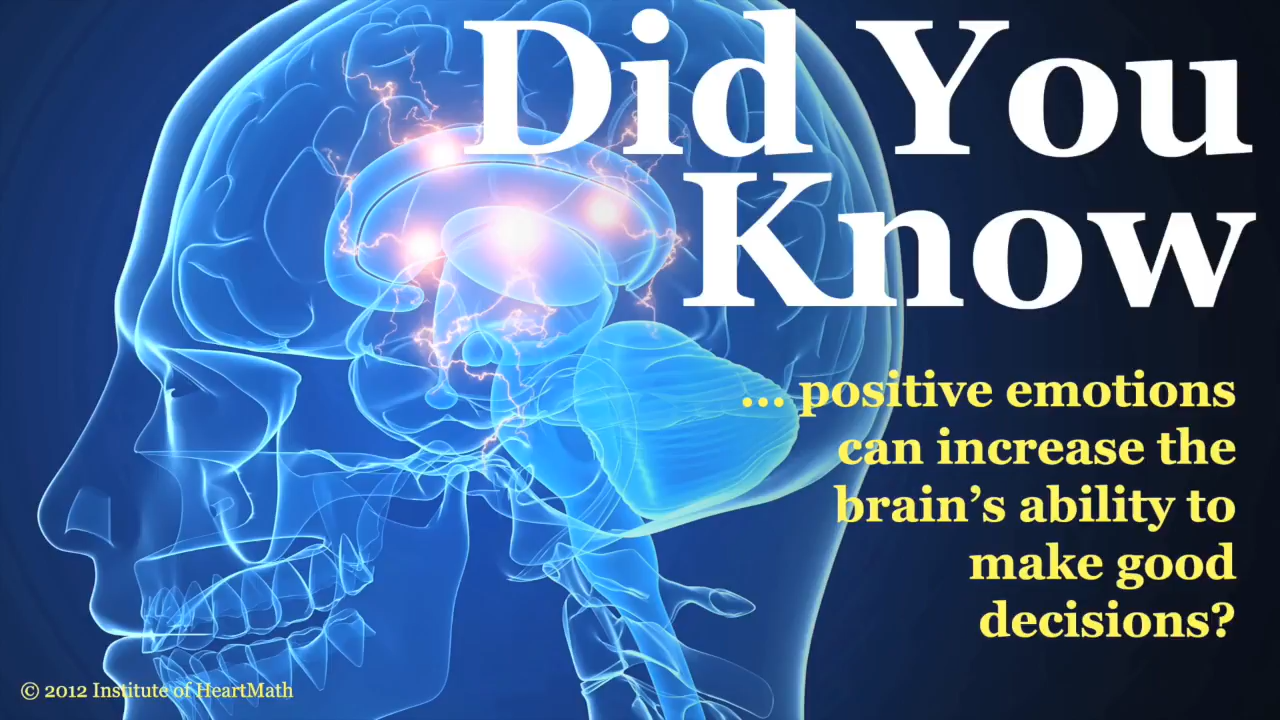 Did You
Know
... positive emotions
can increase the
brain’s ability to
make good
decisions?
© 2012 Institute of HeartMath